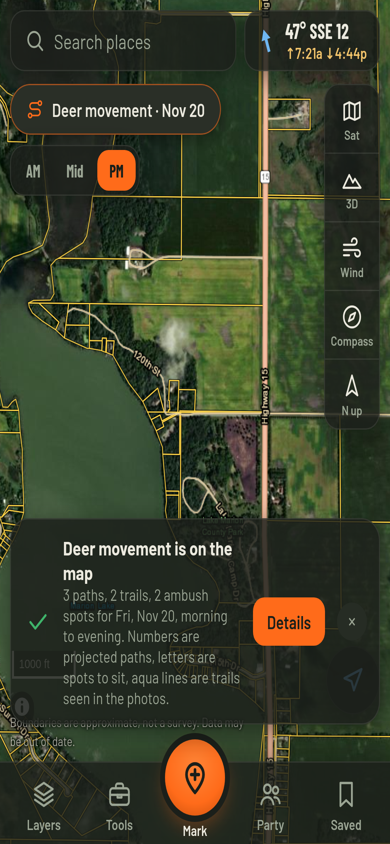 Search places
47° SSE 12
↑7:21a ↓4:44p
Deer movement · Nov 20
AM Mid PM
Sat
3D
Wind
Compass
N up
15
120th St
Highway 15
Deer movement is on the
map
3 paths, 2 trails, 2 ambush
spots for Fri, Nov 20, morning
to evening. Numbers are
projected paths, letters are
spots to sit, aqua lines are trails
seen in the photos.
Details
×
1000 ft
Boundaries are approximate, not a survey. Data may
be out of date.
Layers
Tools
Mark
Party
Saved